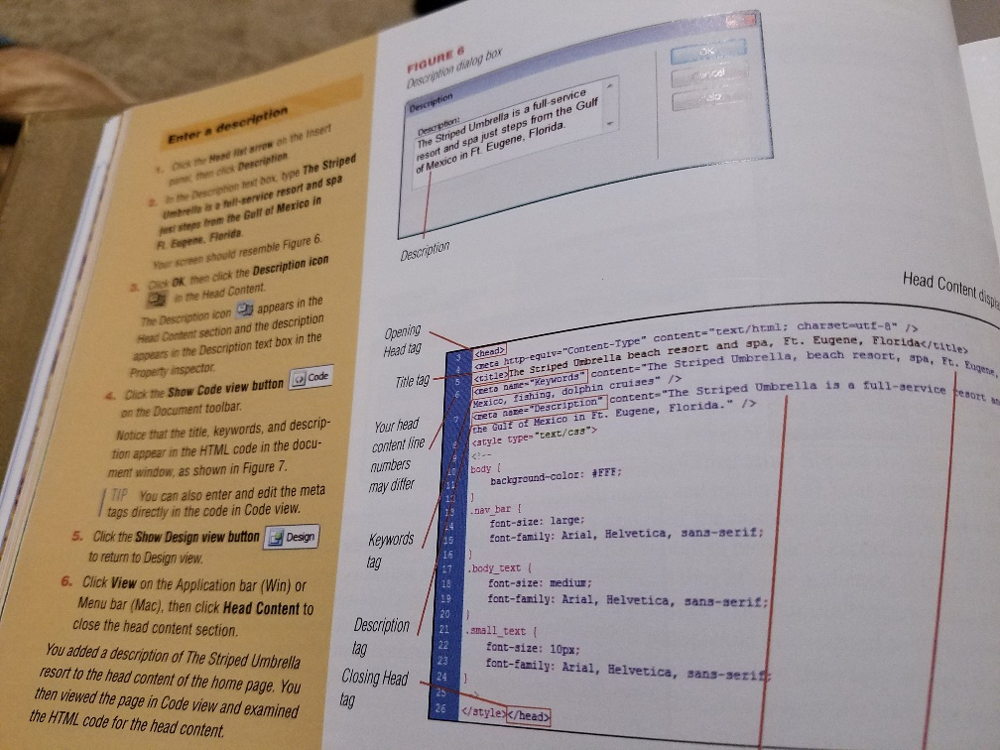 Enter a description
1. Click the Head list arrow on the Insert
panel, then click Description.
2. In the Description text box, type The Striped
Umbrella is a full-service resort and spa
just steps from the Gulf of Mexico in
Ft. Eugene, Florida.
Your screen should resemble Figure 6.
3. Click OK, then click the Description icon
in the Head Content.
The Description icon appears in the
Head Content section and the description
appears in the Description text box in the
Property inspector.
4. Click the Show Code view button Code
on the Document toolbar.
Notice that the title, keywords, and descrip-
tion appear in the HTML code in the docu-
ment window, as shown in Figure 7.
TIP You can also enter and edit the meta
tags directly in the code in Code view.
5. Click the Show Design view button Design
to return to Design view.
6. Click View on the Application bar (Win) or
Menu bar (Mac), then click Head Content to
close the head content section.
You added a description of The Striped Umbrella
resort to the head content of the home page. You
then viewed the page in Code view and examined
the HTML code for the head content.
FIGURE 6
Description dialog box
Description
Description:
The Striped Umbrella is a full-service
resort and spa just steps from the Gulf
of Mexico in Ft. Eugene, Florida.
OK
Cancel
Help
Description
Head Content displa
Opening
Head tag
Title tag
Your head
content line
numbers
may differ
Keywords
tag
Description
tag
Closing Head
tag
3 <head>
4 <meta http-equiv="Content-Type" content="text/html; charset=utf-8" />
5 <title>The Striped Umbrella beach resort and spa, Ft. Eugene, Florida</title>
6 <meta name="Keywords" content="The Striped Umbrella, beach resort, spa, Ft. Eugene,
Mexico, fishing, dolphin cruises" />
7 <meta name="Description" content="The Striped Umbrella is a full-service resort an
the Gulf of Mexico in Ft. Eugene, Florida." />
8 <style type="text/css">
9 <!--
10 body {
11 background-color: #FFF;
12 }
13 .nav_bar {
14 font-size: large;
15 font-family: Arial, Helvetica, sans-serif;
16 }
17 .body_text {
18 font-size: medium;
19 font-family: Arial, Helvetica, sans-serif;
20 }
21 .small_text {
22 font-size: 10px;
23 font-family: Arial, Helvetica, sans-serif;
24 }
25 -->
26 </style></head>